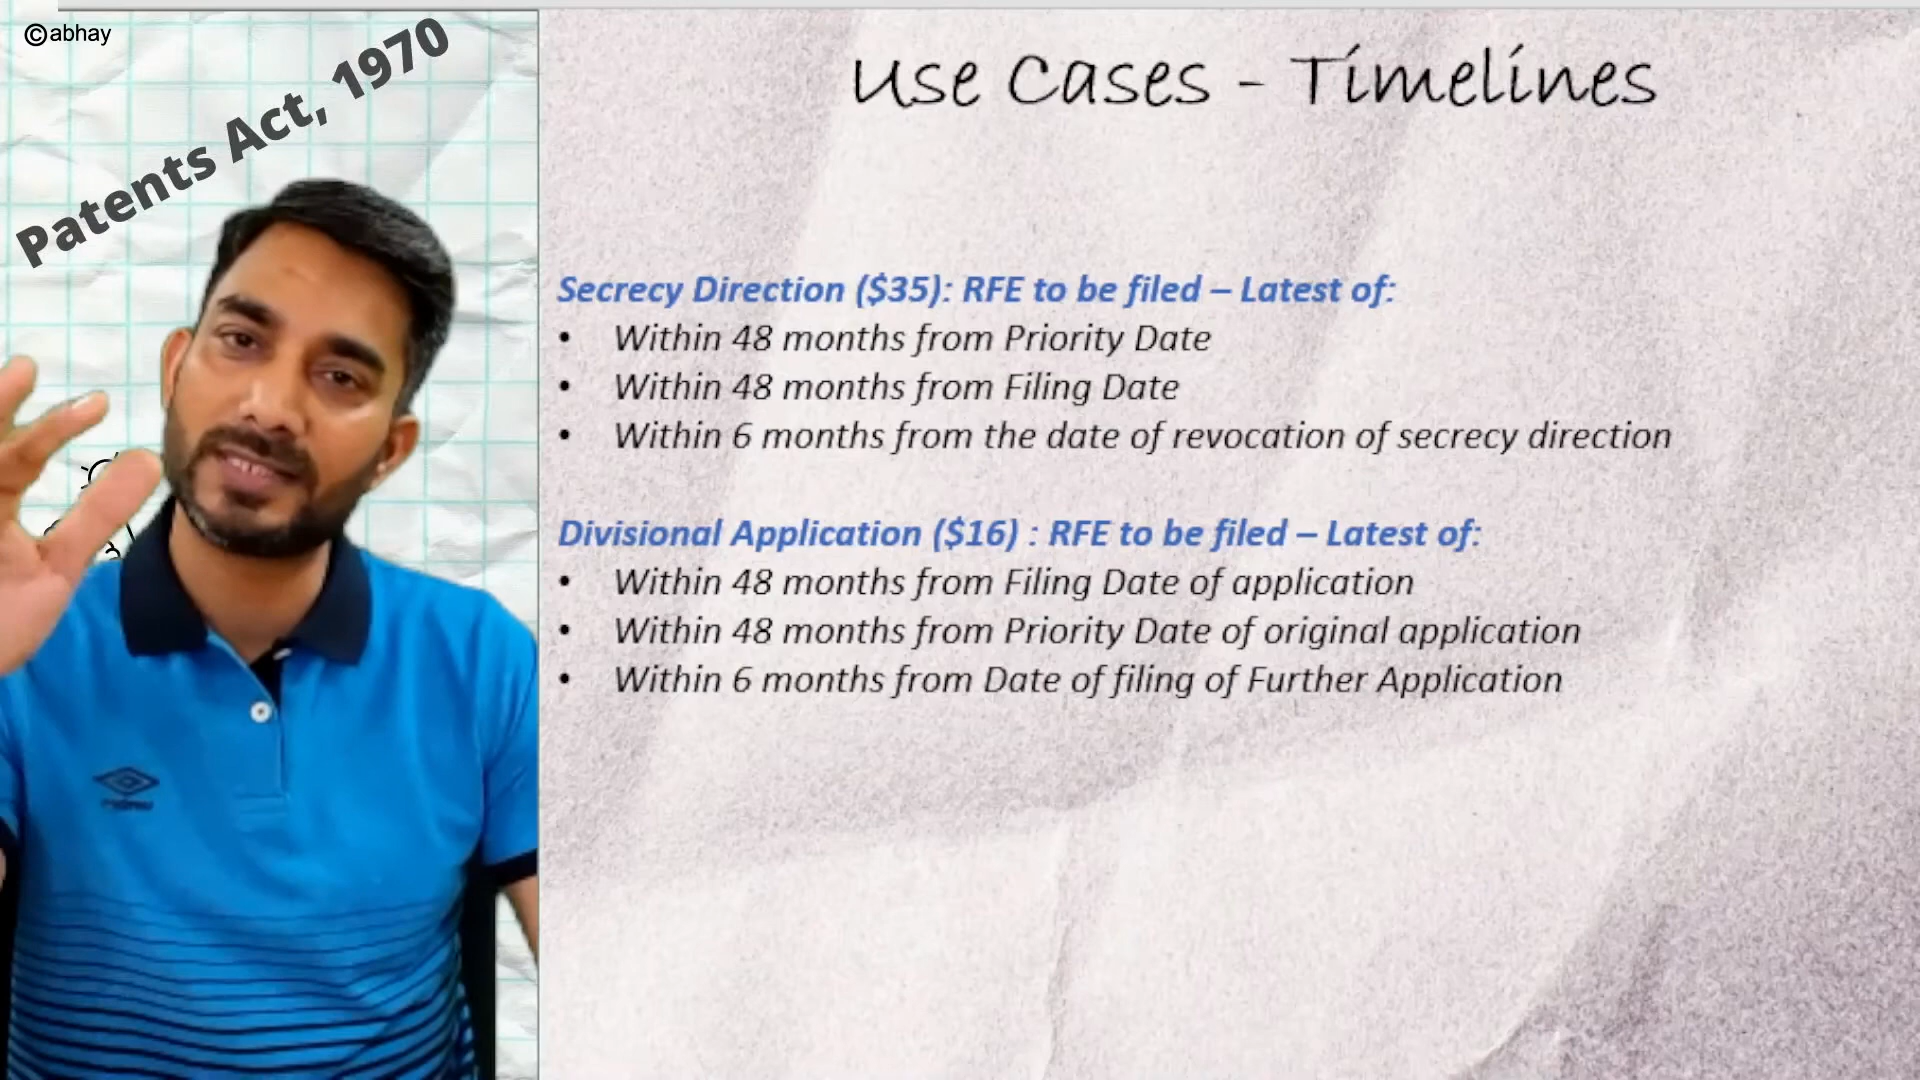 ©abhay
Patents Act, 1970
Use Cases - Timelines
Secrecy Direction ($35): RFE to be filed – Latest of:
• Within 48 months from Priority Date
• Within 48 months from Filing Date
• Within 6 months from the date of revocation of secrecy direction
Divisional Application ($16) : RFE to be filed – Latest of:
• Within 48 months from Filing Date of application
• Within 48 months from Priority Date of original application
• Within 6 months from Date of filing of Further Application